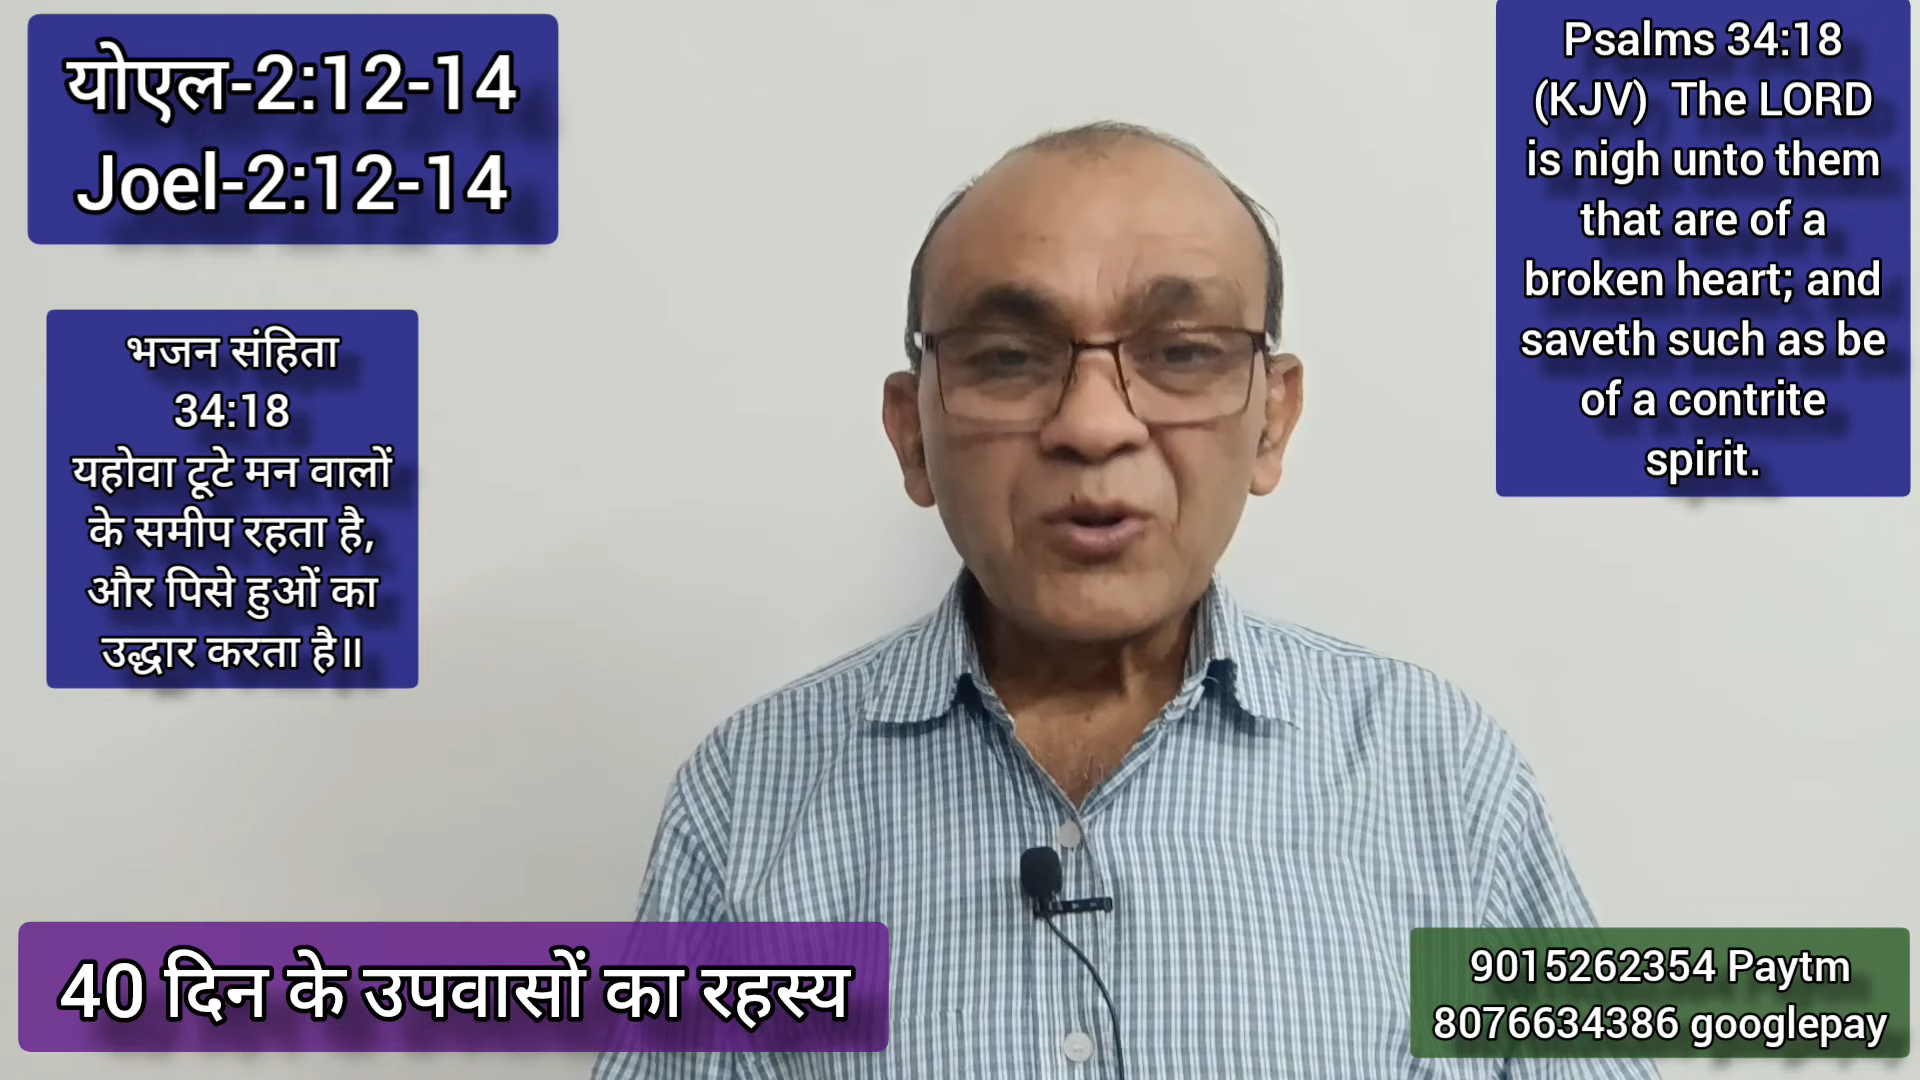 योएल-2:12-14
Joel-2:12-14
भजन संहिता
34:18
यहोवा टूटे मन वालों
के समीप रहता है,
और पिसे हुओं का
उद्धार करता है॥
Psalms 34:18
(KJV) The LORD
is nigh unto them
that are of a
broken heart; and
saveth such as be
of a contrite
spirit.
40 दिन के उपवासों का रहस्य
9015262354 Paytm
8076634386 googlepay